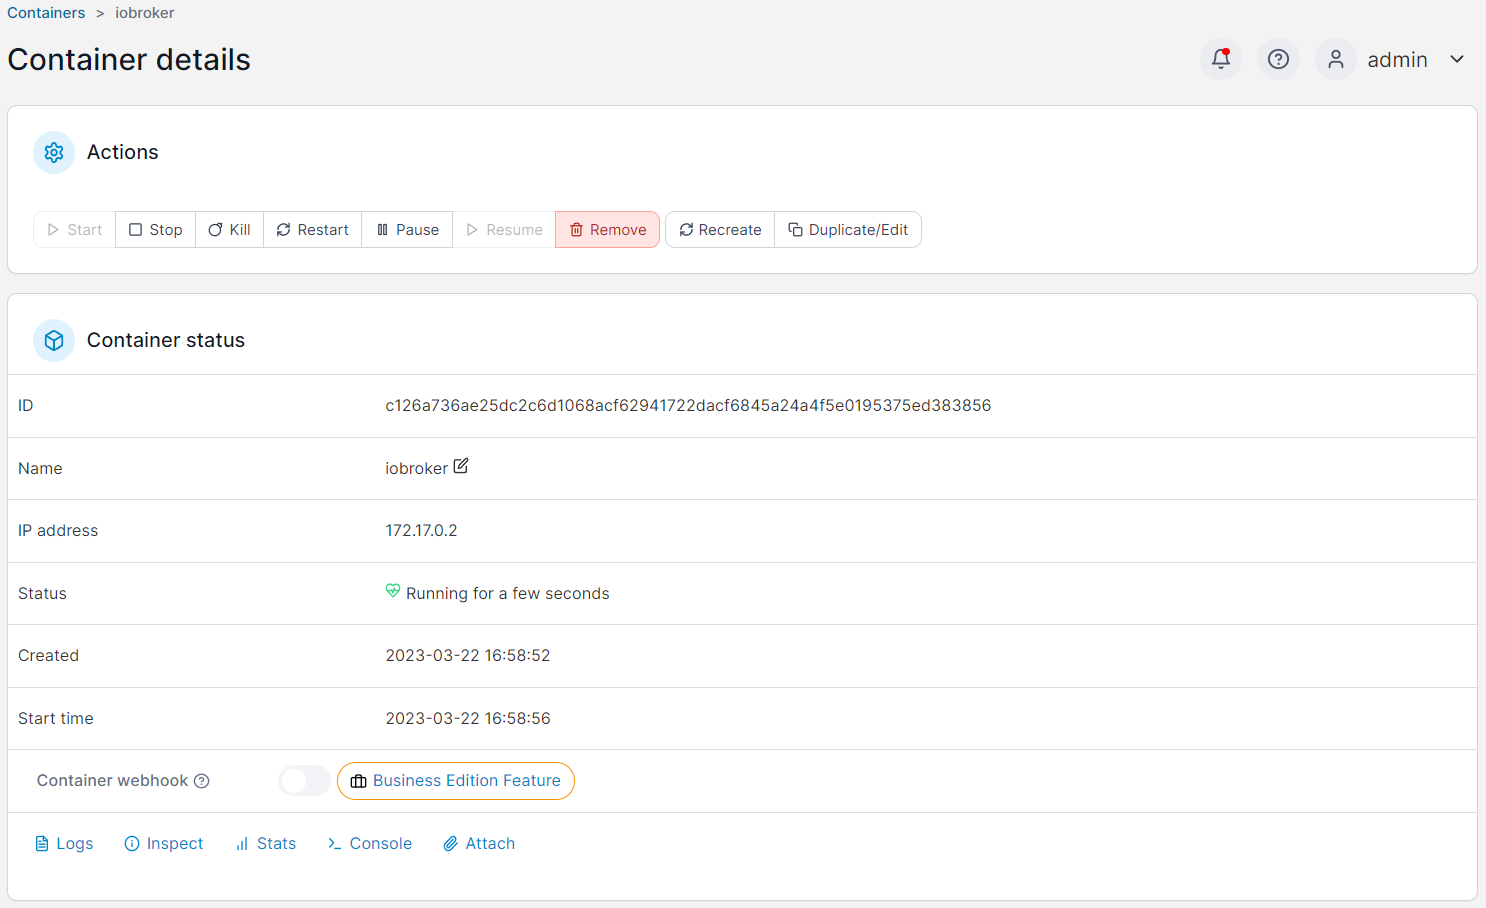 Containers > iobroker
Container details
admin
Actions
Start Stop Kill Restart Pause Resume Remove Recreate Duplicate/Edit
Container status
ID c126a736ae25dc2c6d1068acf62941722dacf6845a24a4f5e0195375ed383856
Name iobroker
IP address 172.17.0.2
Status Running for a few seconds
Created 2023-03-22 16:58:52
Start time 2023-03-22 16:58:56
Container webhook Business Edition Feature
Logs Inspect Stats Console Attach